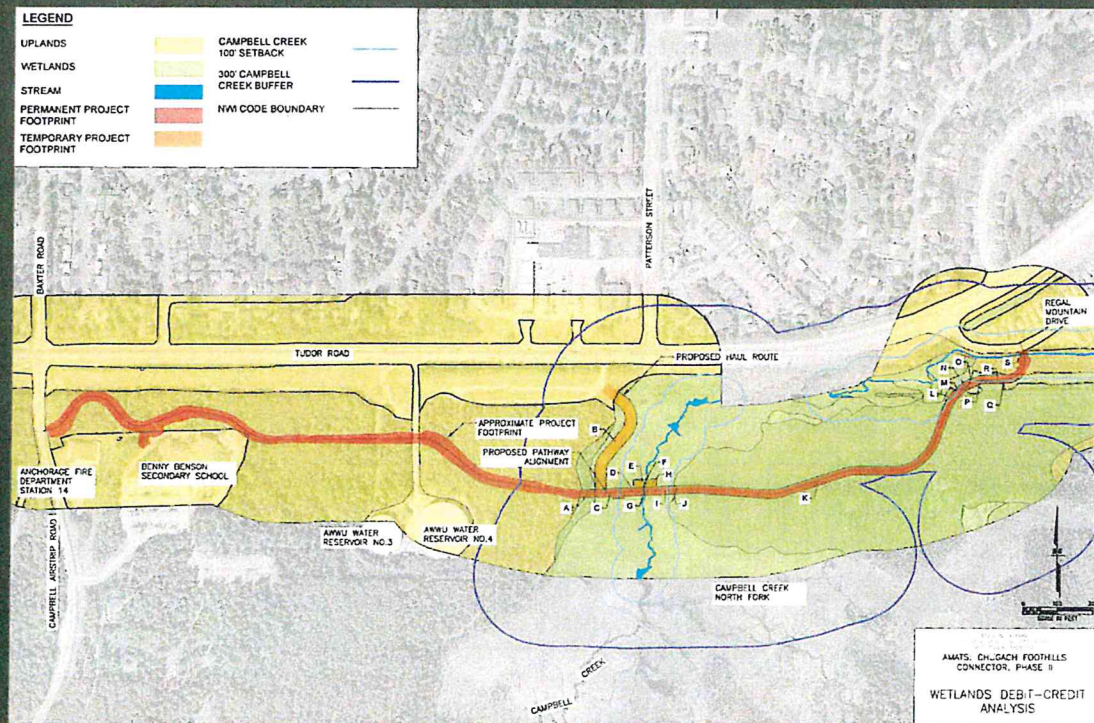 LEGEND
UPLANDS
WETLANDS
STREAM
PERMANENT PROJECT
FOOTPRINT
TEMPORARY PROJECT
FOOTPRINT
CAMPBELL CREEK
100' SETBACK
300' CAMPBELL
CREEK BUFFER
NWI CODE BOUNDARY
BAXTER ROAD
PATTERSON STREET
REGAL
MOUNTAIN
DRIVE
TUDOR ROAD
PROPOSED HAUL ROUTE
N O R S
M
L P Q
APPROXIMATE PROJECT
FOOTPRINT
B
PROPOSED PATHWAY
ALIGNMENT
D E F
H
A C G I J K
ANCHORAGE FIRE
DEPARTMENT
STATION 14
BENNY BENSON
SECONDARY SCHOOL
AWWU WATER
RESERVOIR NO.3
AWWU WATER
RESERVOIR NO.4
CAMPBELL AIRSTRIP ROAD
CAMPBELL CREEK
NORTH FORK
CAMPBELL CREEK
SCALE IN FEET
AMATS: CHUGACH FOOTHILLS
CONNECTOR, PHASE II
WETLANDS DEBIT-CREDIT
ANALYSIS